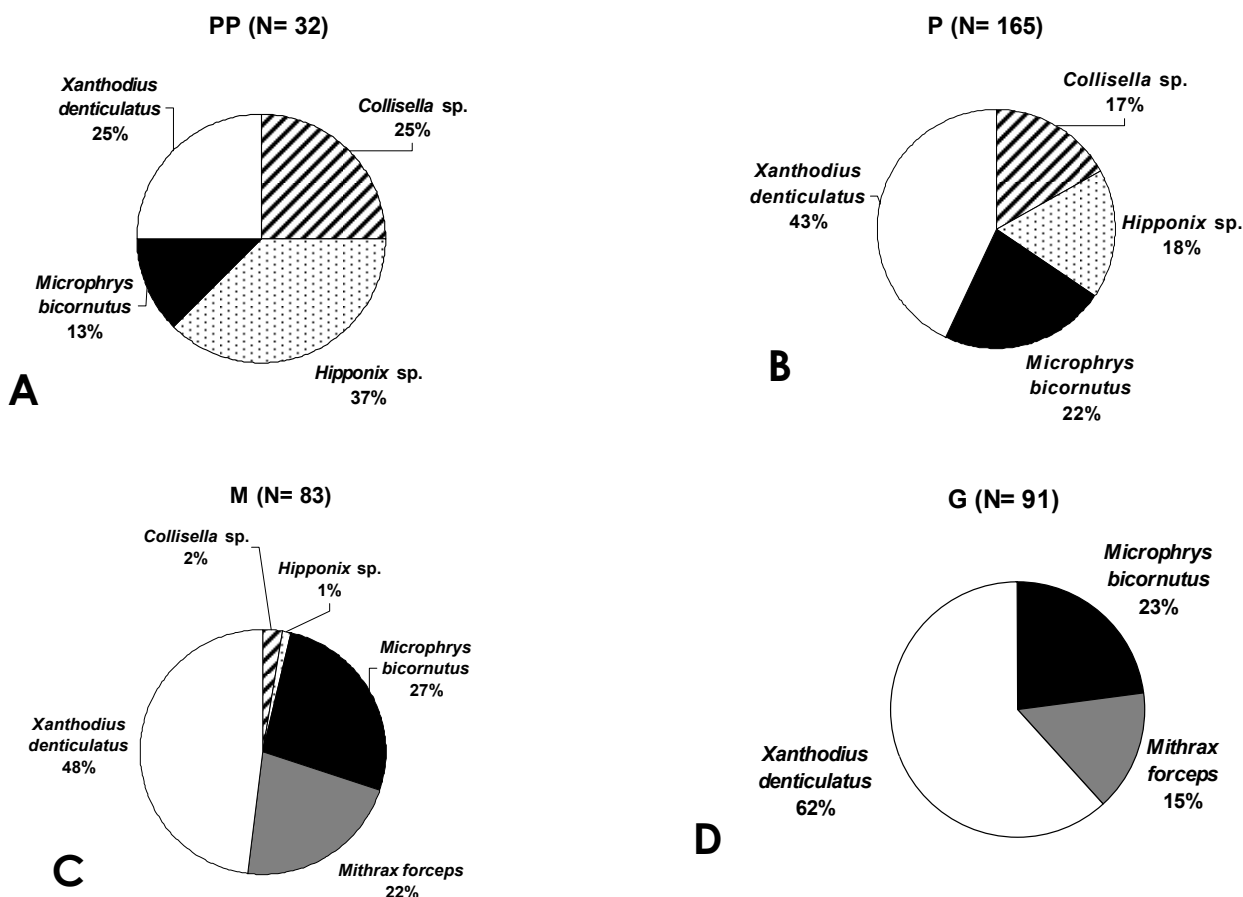 PP (N= 32)
Xanthodius
denticulatus
25%
Collisella sp.
25%
Microphrys
bicornutus
13%
Hipponix sp.
37%
A
P (N= 165)
Collisella sp.
17%
Xanthodius
denticulatus
43%
Hipponix sp.
18%
Microphrys
bicornutus
22%
B
M (N= 83)
Collisella sp.
2%
Hipponix sp.
1%
Microphrys
bicornutus
27%
Xanthodius
denticulatus
48%
Mithrax forceps
22%
C
G (N= 91)
Microphrys
bicornutus
23%
Xanthodius
denticulatus
62%
Mithrax
forceps
15%
D